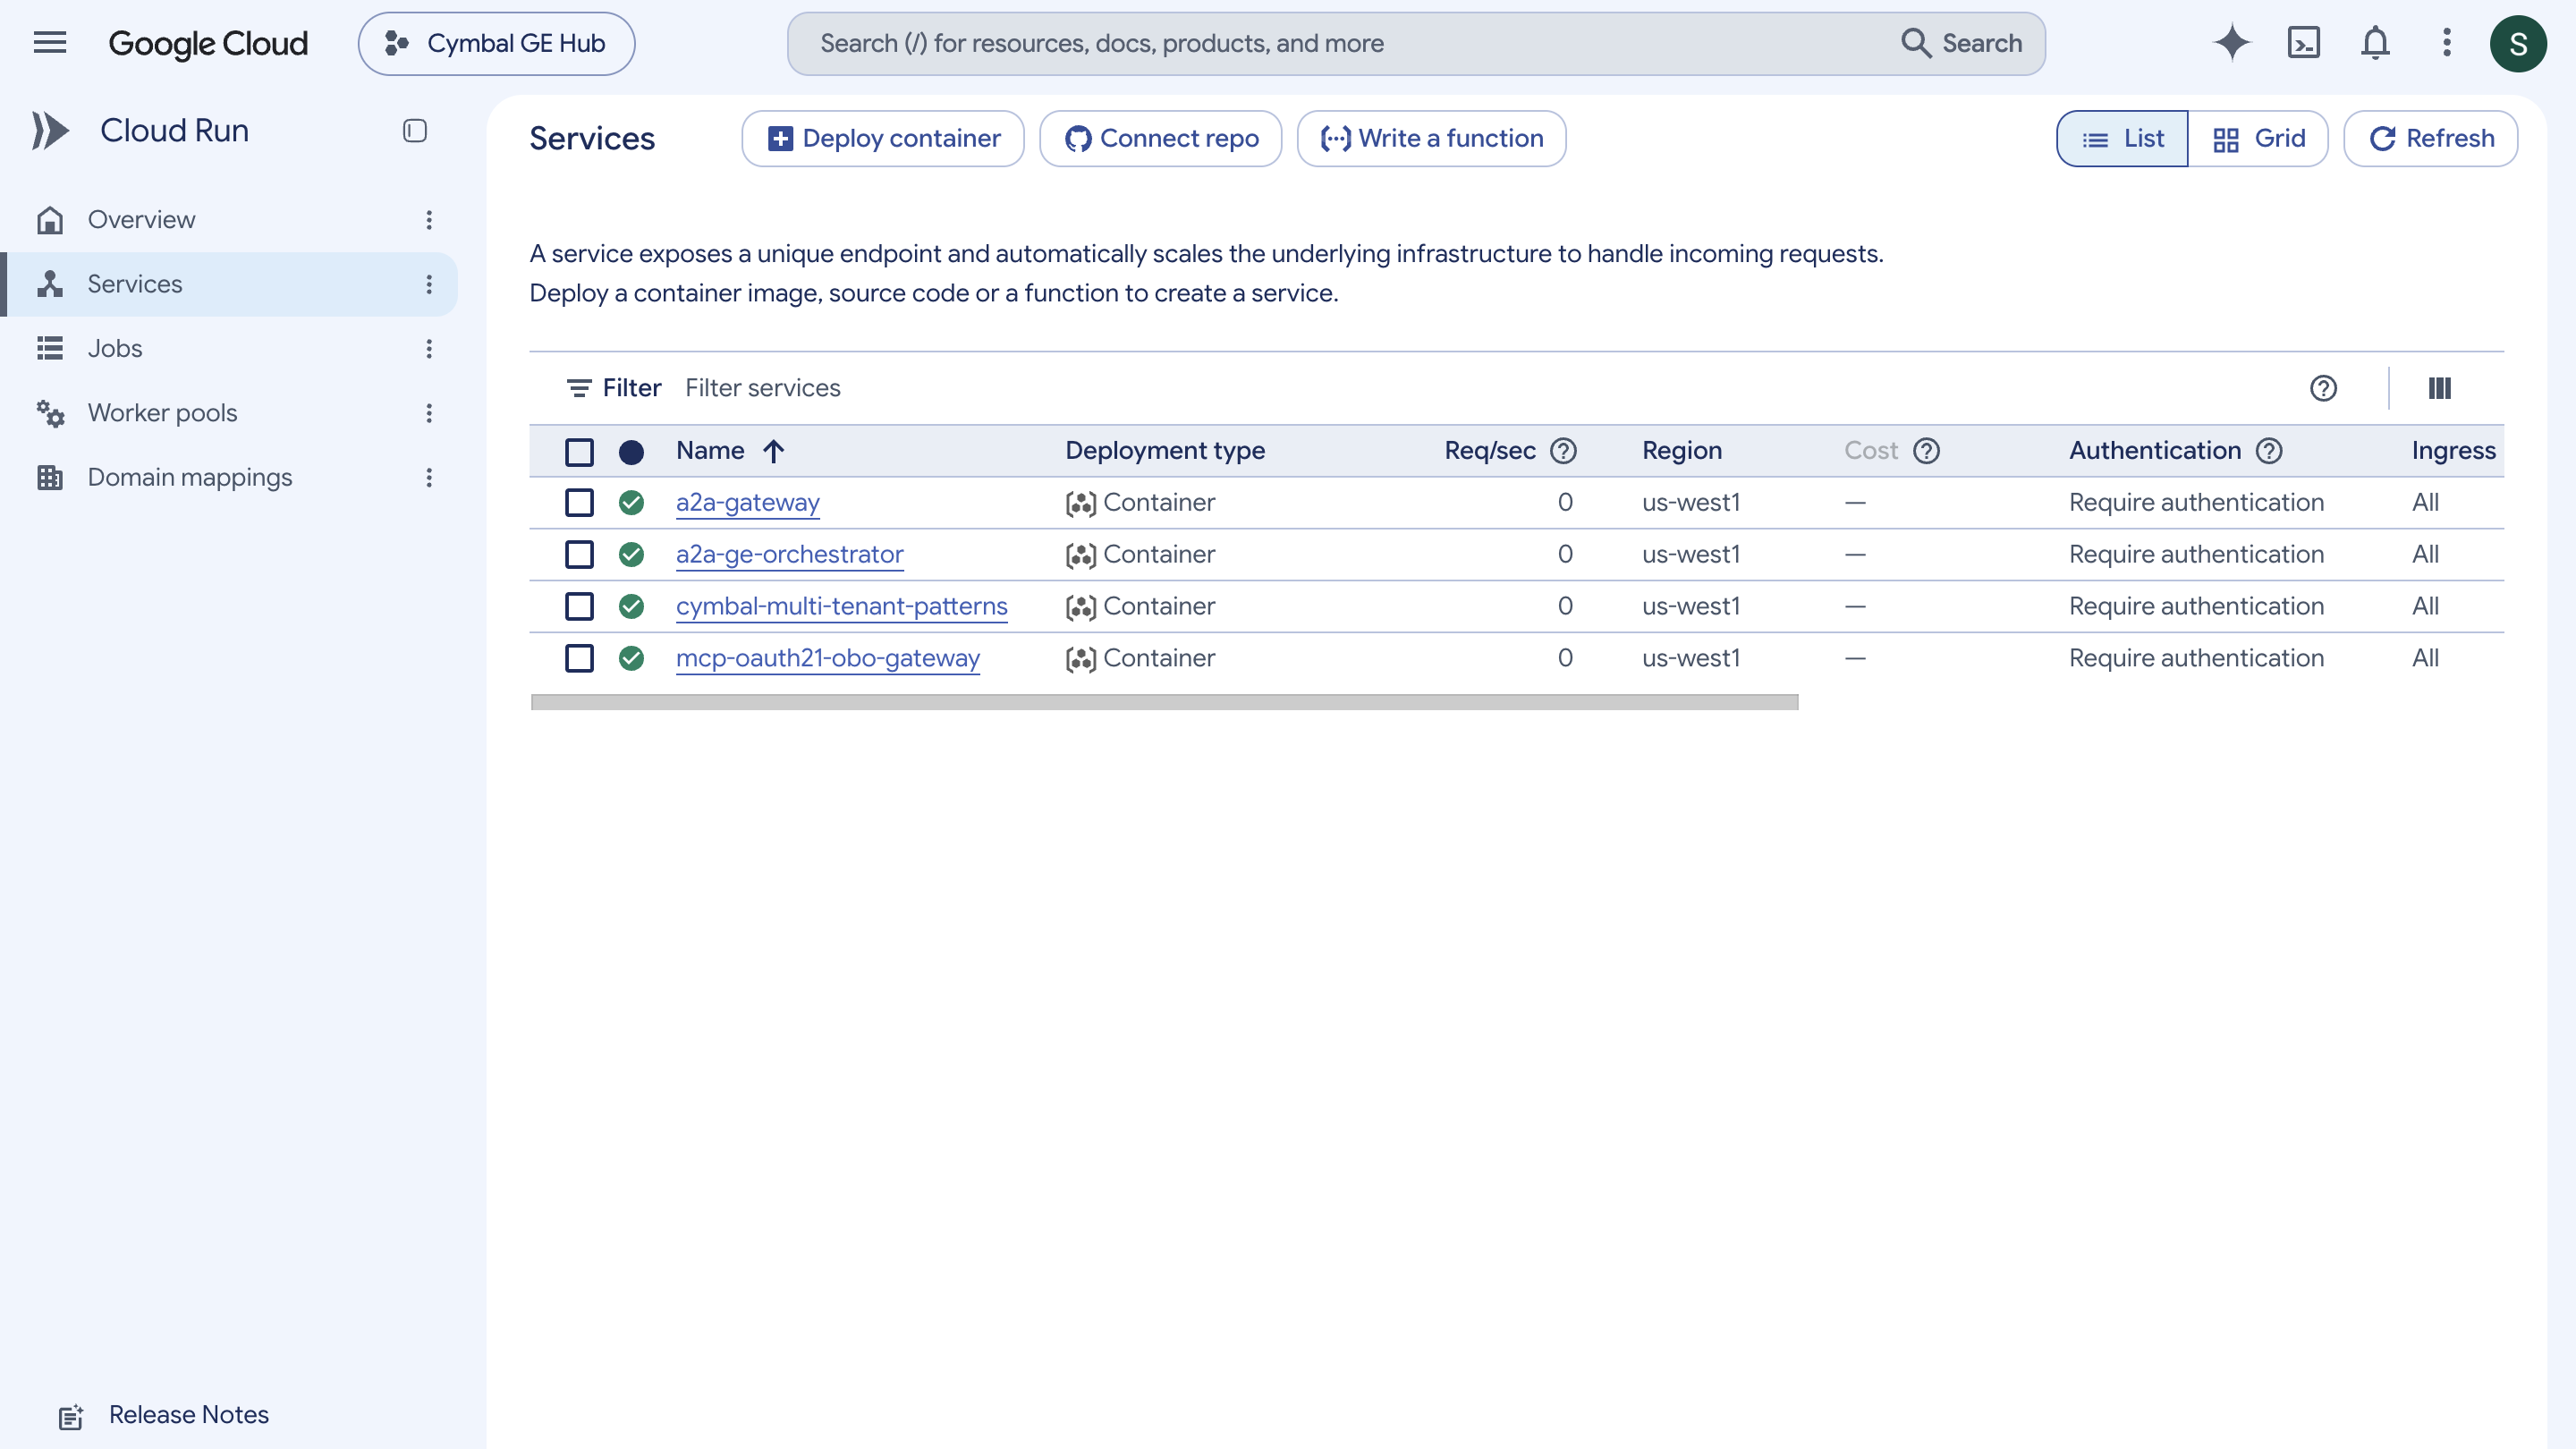 Google Cloud
Cymbal GE Hub
Search (/) for resources, docs, products, and more
Search
S
Cloud Run
Overview
Services
Jobs
Worker pools
Domain mappings
Release Notes
Services
Deploy container
Connect repo
Write a function
List
Grid
Refresh
A service exposes a unique endpoint and automatically scales the underlying infrastructure to handle incoming requests.
Deploy a container image, source code or a function to create a service.
Filter Filter services
Name Deployment type Req/sec Region Cost Authentication Ingress
a2a-gateway Container 0 us-west1 — Require authentication All
a2a-ge-orchestrator Container 0 us-west1 — Require authentication All
cymbal-multi-tenant-patterns Container 0 us-west1 — Require authentication All
mcp-oauth21-obo-gateway Container 0 us-west1 — Require authentication All